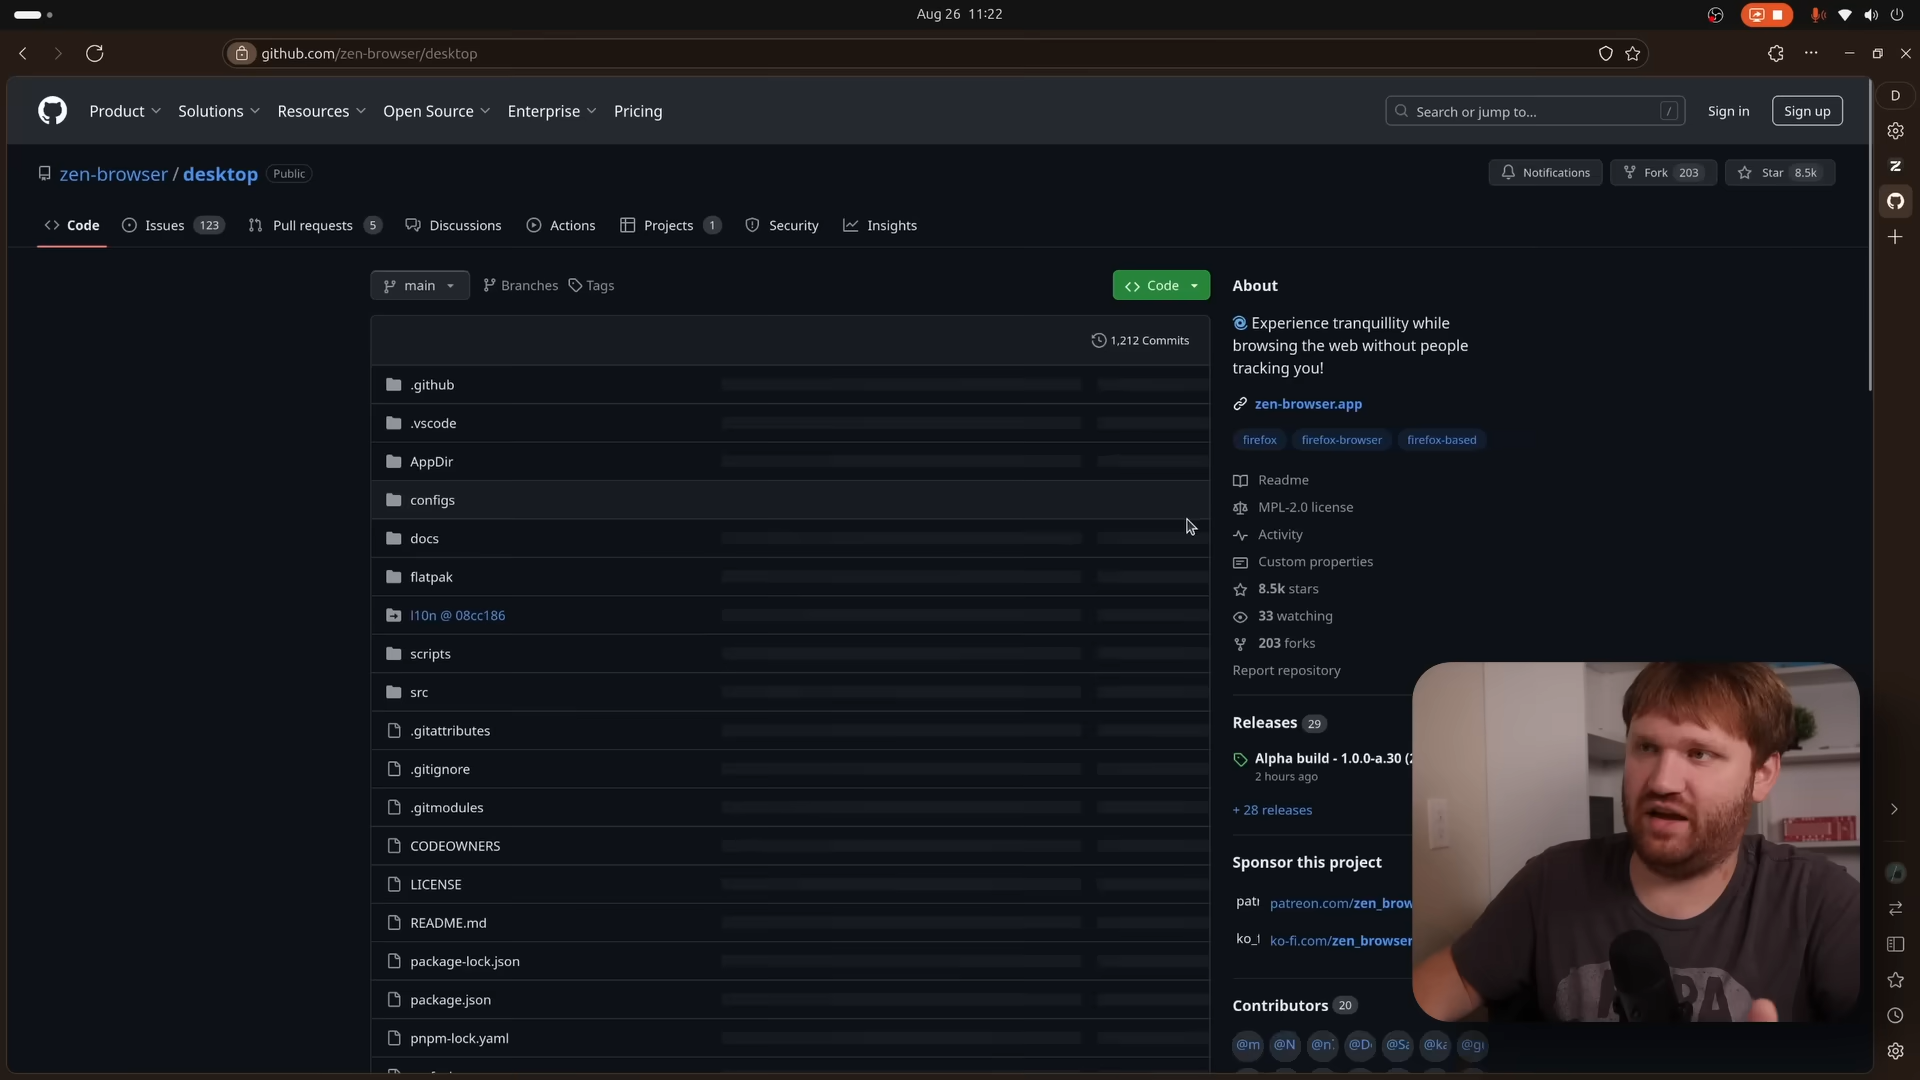 Aug 26 11:22
github.com/zen-browser/desktop
Product
Solutions
Resources
Open Source
Enterprise
Pricing
Search or jump to...
/
Sign in
Sign up
D
zen-browser / desktop
Public
Notifications
Fork 203
Star 8.5k
Code
Issues 123
Pull requests 5
Discussions
Actions
Projects 1
Security
Insights
main
Branches
Tags
Code
1,212 Commits
.github
.vscode
AppDir
configs
docs
flatpak
l10n @ 08cc186
scripts
src
.gitattributes
.gitignore
.gitmodules
CODEOWNERS
LICENSE
README.md
package-lock.json
package.json
pnpm-lock.yaml
About
Experience tranquillity while
browsing the web without people
tracking you!
zen-browser.app
firefox
firefox-browser
firefox-based
Readme
MPL-2.0 license
Activity
Custom properties
8.5k stars
33 watching
203 forks
Report repository
Releases 29
Alpha build - 1.0.0-a.30 (2
2 hours ago
+ 28 releases
Sponsor this project
patr
patreon.com/zen_brow
ko_f
ko-fi.com/zen_browser
Contributors 20
@m
@N
@n
@D
@Sa
@ka
@gi